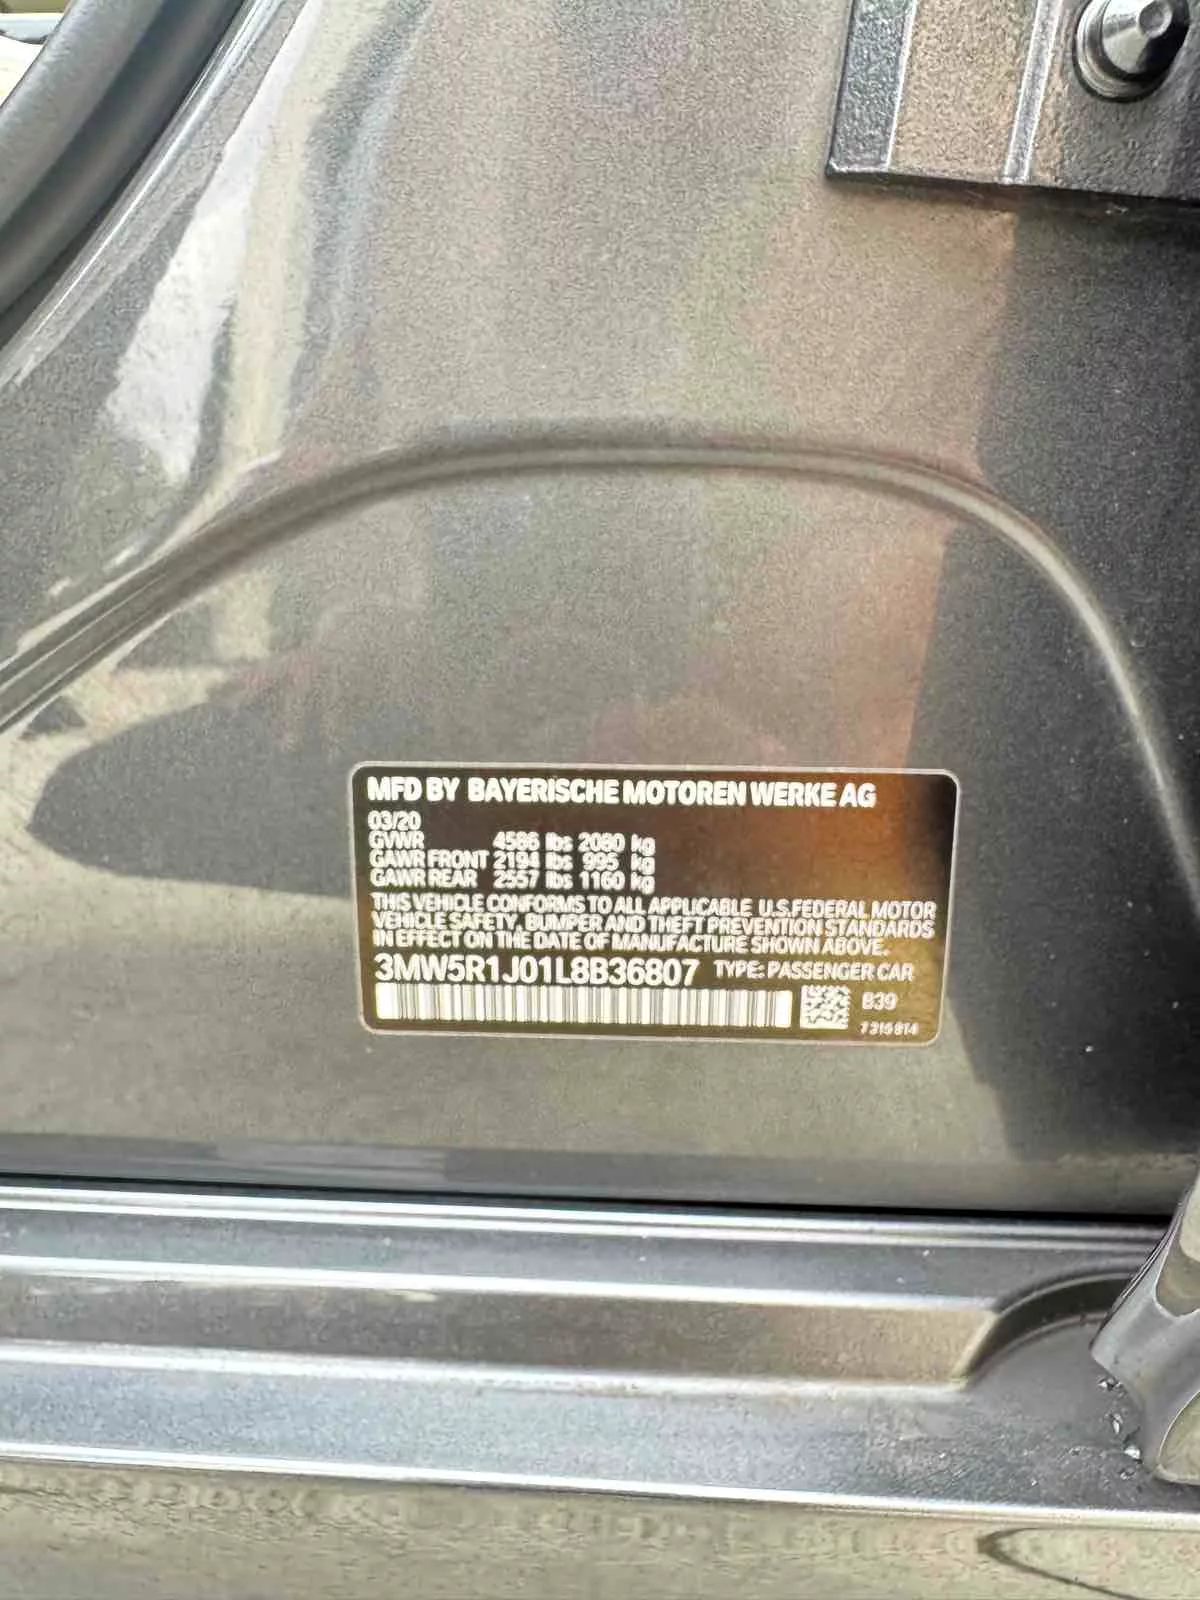 MFD BY BAYERISCHE MOTOREN WERKE AG
03/20
GVWR 4586 lbs 2080 kg
GAWR FRONT 2194 lbs 995 kg
GAWR REAR 2557 lbs 1160 kg
THIS VEHICLE CONFORMS TO ALL APPLICABLE U.S.FEDERAL MOTOR
VEHICLE SAFETY, BUMPER AND THEFT PREVENTION STANDARDS
IN EFFECT ON THE DATE OF MANUFACTURE SHOWN ABOVE.
3MW5R1J01L8B36807 TYPE: PASSENGER CAR
B39
7315814